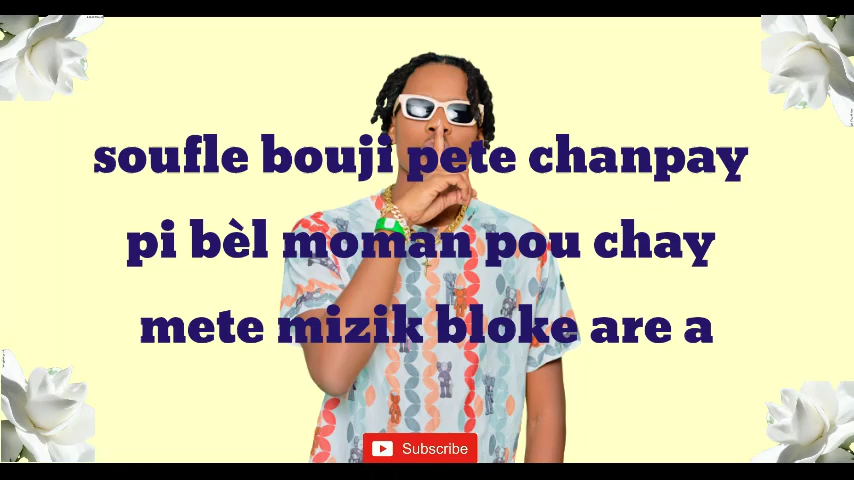 soufle bouji pete chanpay
pi bèl moman pou chay
mete mizik bloke are a
Subscribe